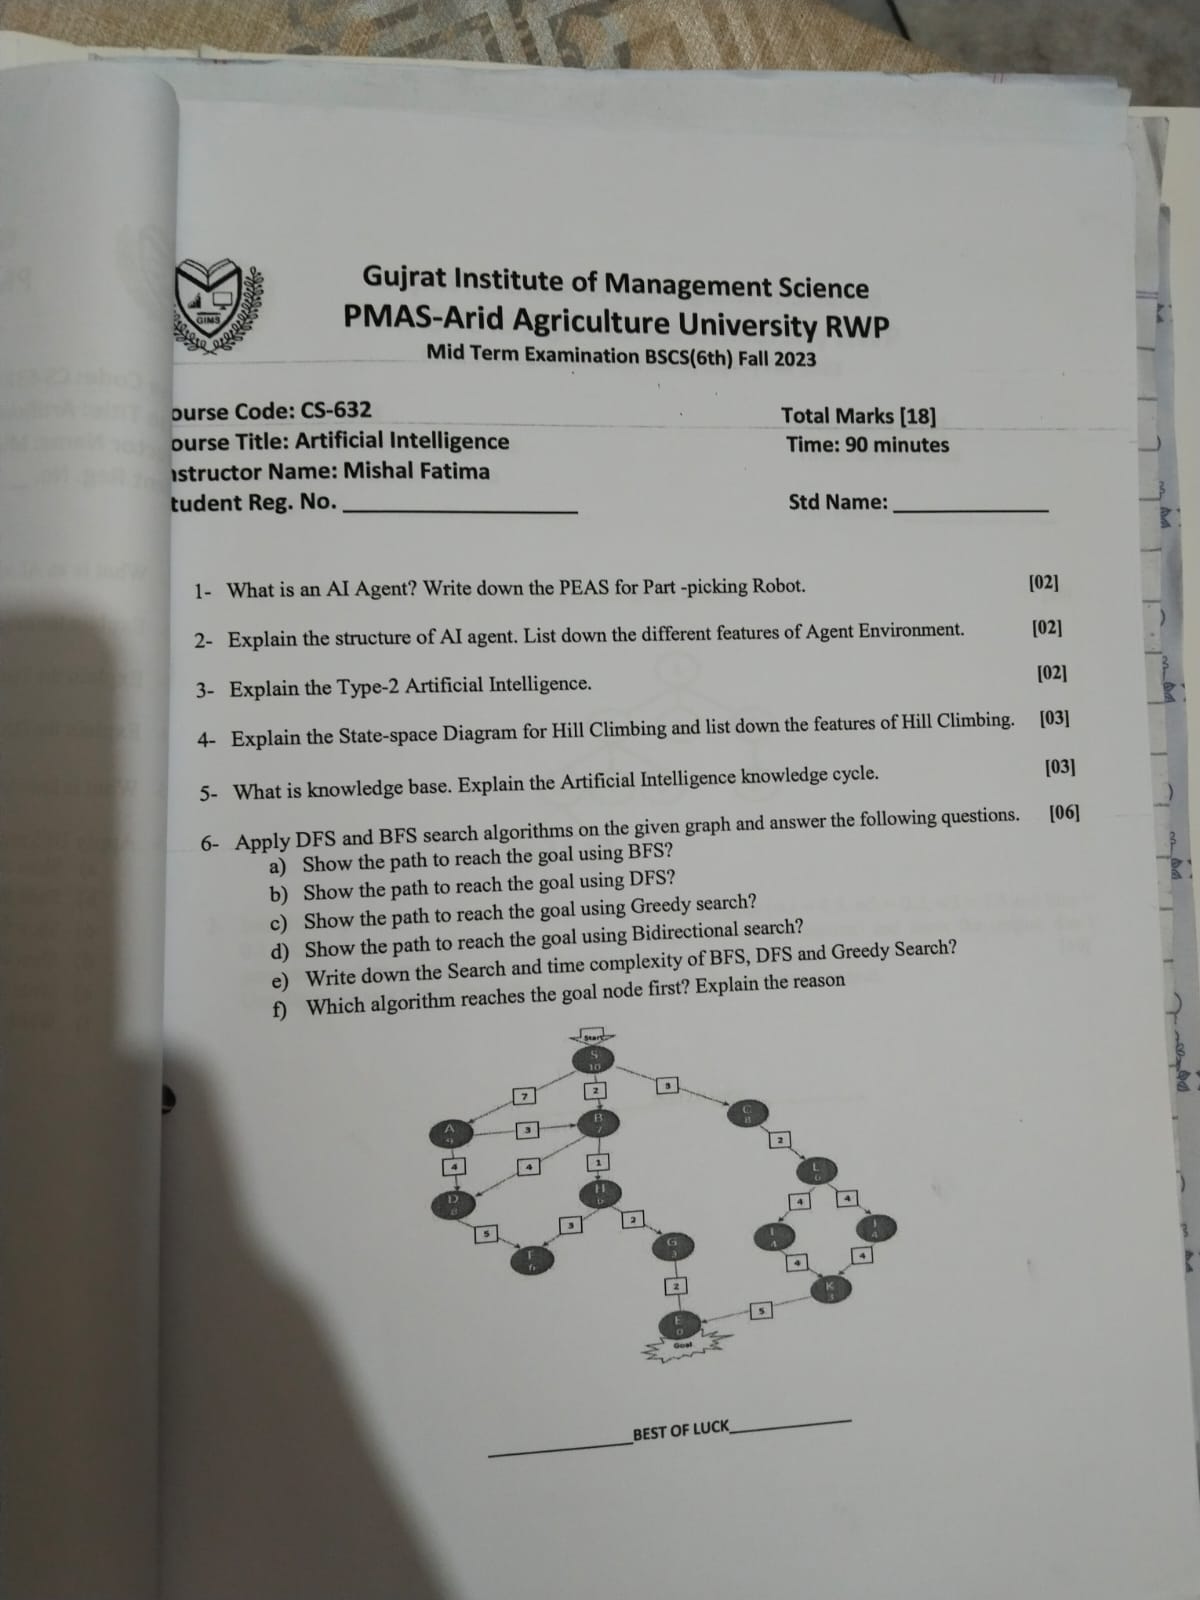 GIMS
Gujrat Institute of Management Science
PMAS-Arid Agriculture University RWP
Mid Term Examination BSCS(6th) Fall 2023
ourse Code: CS-632
Total Marks [18]
ourse Title: Artificial Intelligence
Time: 90 minutes
nstructor Name: Mishal Fatima
tudent Reg. No.
Std Name:
1- What is an AI Agent? Write down the PEAS for Part -picking Robot. [02]
2- Explain the structure of AI agent. List down the different features of Agent Environment. [02]
3- Explain the Type-2 Artificial Intelligence. [02]
4- Explain the State-space Diagram for Hill Climbing and list down the features of Hill Climbing. [03]
5- What is knowledge base. Explain the Artificial Intelligence knowledge cycle. [03]
6- Apply DFS and BFS search algorithms on the given graph and answer the following questions. [06]
a) Show the path to reach the goal using BFS?
b) Show the path to reach the goal using DFS?
c) Show the path to reach the goal using Greedy search?
d) Show the path to reach the goal using Bidirectional search?
e) Write down the Search and time complexity of BFS, DFS and Greedy Search?
f) Which algorithm reaches the goal node first? Explain the reason
Start
S
10
7
2
3
A
9
3
B
7
C
8
2
4
4
1
L
6
D
8
H
6
4
4
5
3
2
G
3
4
4
4
4
2
K
3
5
E
0
Goal
BEST OF LUCK